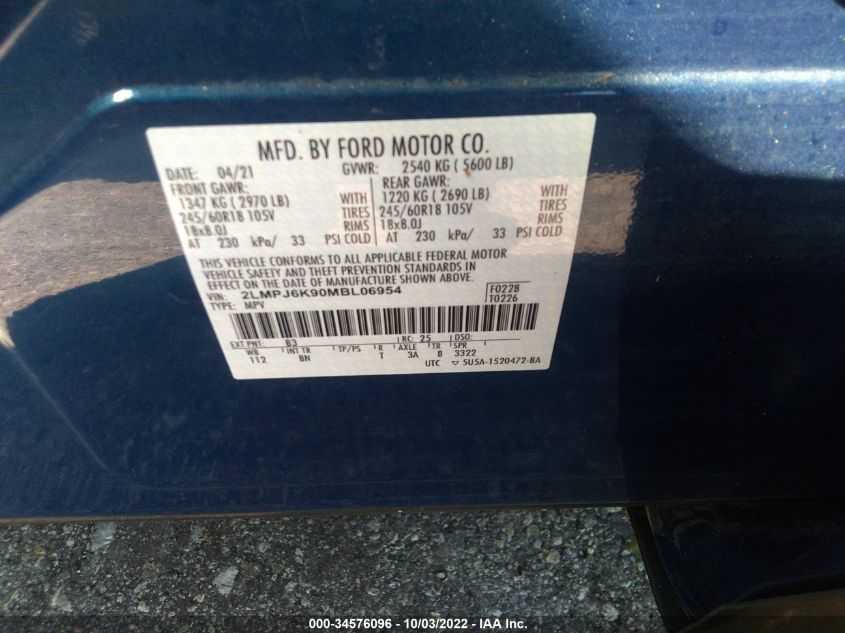 MFD. BY FORD MOTOR CO.
DATE: 04/21 GVWR: 2540 KG ( 5600 LB)
FRONT GAWR: REAR GAWR:
1347 KG ( 2970 LB) WITH 1220 KG ( 2690 LB) WITH
245/60R18 105V TIRES 245/60R18 105V TIRES
18x8.0J RIMS 18x8.0J RIMS
AT 230 kPa/ 33 PSI COLD AT 230 kPa/ 33 PSI COLD
THIS VEHICLE CONFORMS TO ALL APPLICABLE FEDERAL MOTOR
VEHICLE SAFETY AND THEFT PREVENTION STANDARDS IN
EFFECT ON THE DATE OF MANUFACTURE SHOWN ABOVE.
VIN: 2LMPJ6K90MBL06954 F0228
TYPE: MPV T0226
EXT PNT: B3 RC: 25 DSO:
WB INT TR TP/PS R AXLE TR SPR
112 BN T 3A 8 3322
UTC ▽ 5U5A-1520472-BA
000-34576096 - 10/03/2022 - IAA Inc.